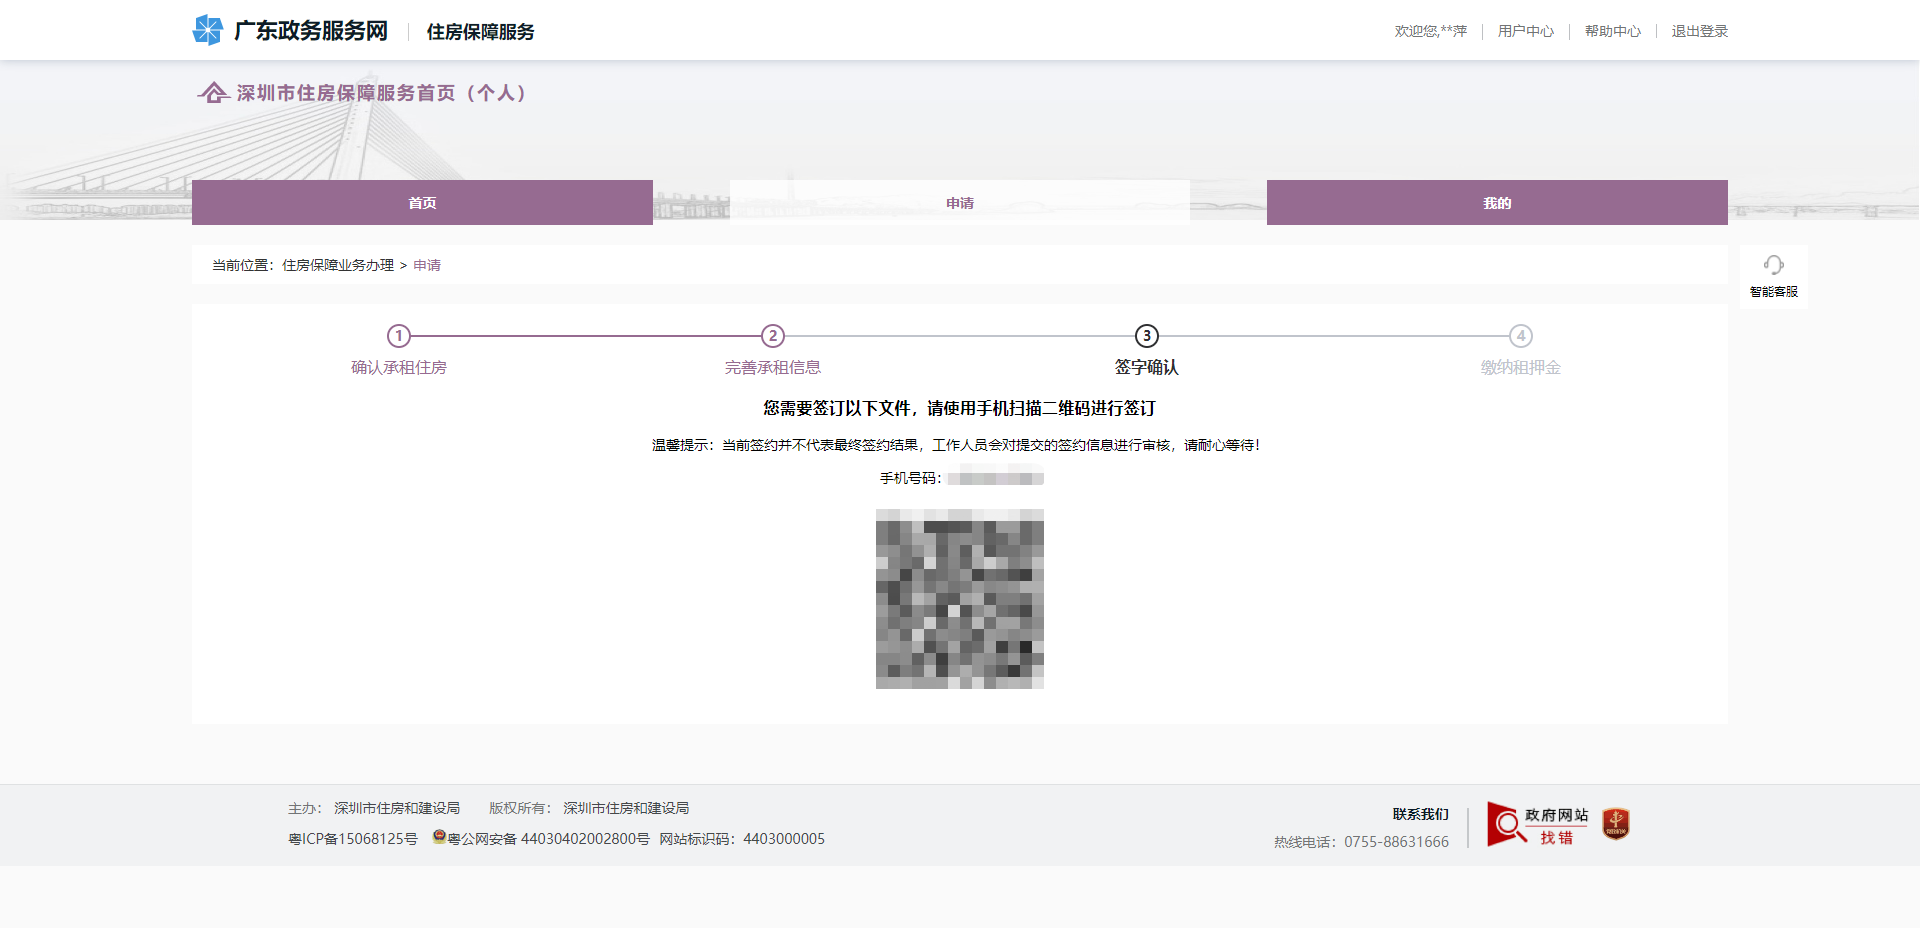 广东政务服务网
住房保障服务
欢迎您,**萍
用户中心
帮助中心
退出登录
深圳市住房保障服务首页（个人）
首页
申请
我的
当前位置：住房保障业务办理 > 申请
智能客服
1
2
3
4
确认承租住房
完善承租信息
签字确认
缴纳租押金
您需要签订以下文件，请使用手机扫描二维码进行签订
温馨提示：当前签约并不代表最终签约结果，工作人员会对提交的签约信息进行审核，请耐心等待！
手机号码：
主办： 深圳市住房和建设局 版权所有： 深圳市住房和建设局
粤ICP备15068125号 粤公网安备 44030402002800号 网站标识码：4403000005
联系我们
热线电话：0755-88631666
政府网站
找错